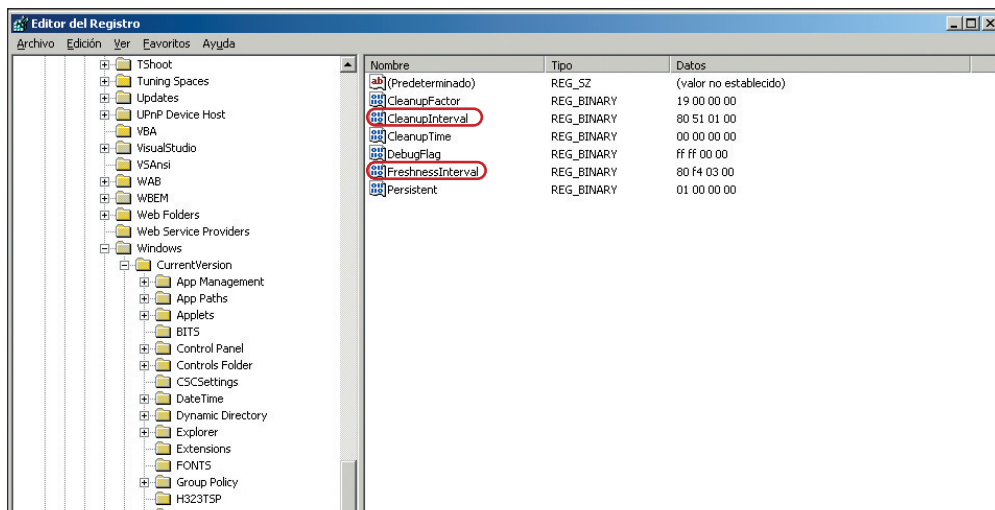 Editor del Registro
Archivo Edición Ver Favoritos Ayuda
TShoot
Tuning Spaces
Updates
UPnP Device Host
VBA
VisualStudio
VSAnsi
WAB
WBEM
Web Folders
Web Service Providers
Windows
CurrentVersion
App Management
App Paths
Applets
BITS
Control Panel
Controls Folder
CSCSettings
DateTime
Dynamic Directory
Explorer
Extensions
FONTS
Group Policy
H323TSP
Nombre Tipo Datos
(Predeterminado) REG_SZ (valor no establecido)
CleanupFactor REG_BINARY 19 00 00 00
CleanupInterval REG_BINARY 80 51 01 00
CleanupTime REG_BINARY 00 00 00 00
DebugFlag REG_BINARY ff ff 00 00
FreshnessInterval REG_BINARY 80 f4 03 00
Persistent REG_BINARY 01 00 00 00